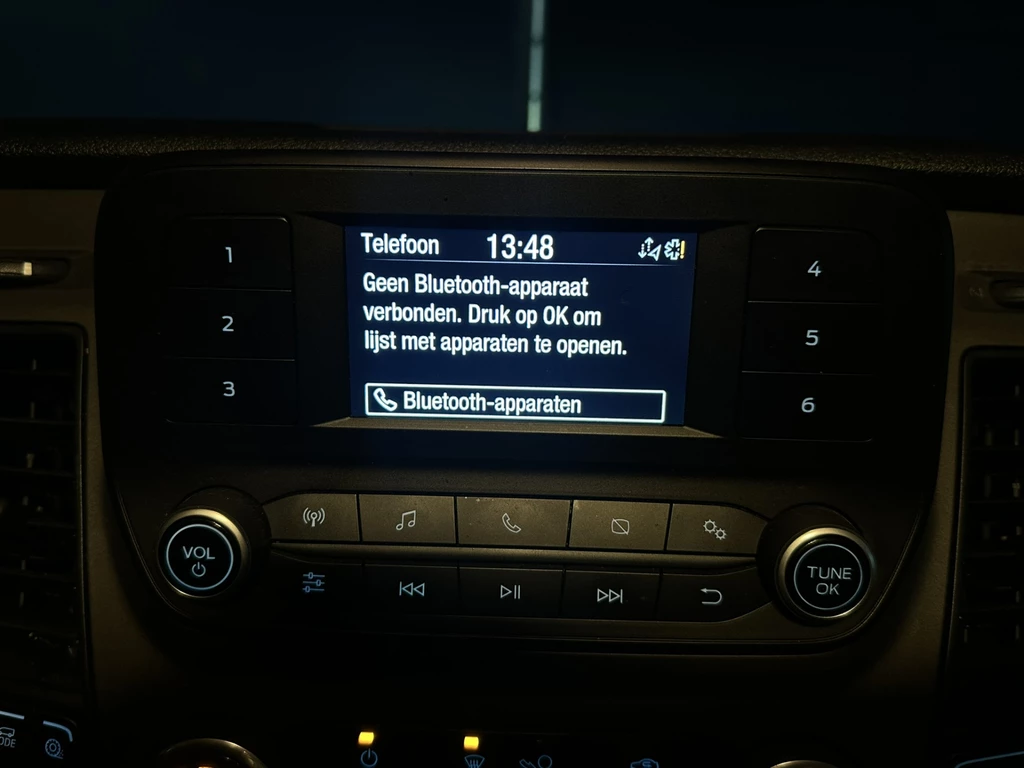 Telefoon 13:48
Geen Bluetooth-apparaat
verbonden. Druk op OK om
lijst met apparaten te openen.
Bluetooth-apparaten
1
2
3
4
5
6
VOL
TUNE
OK